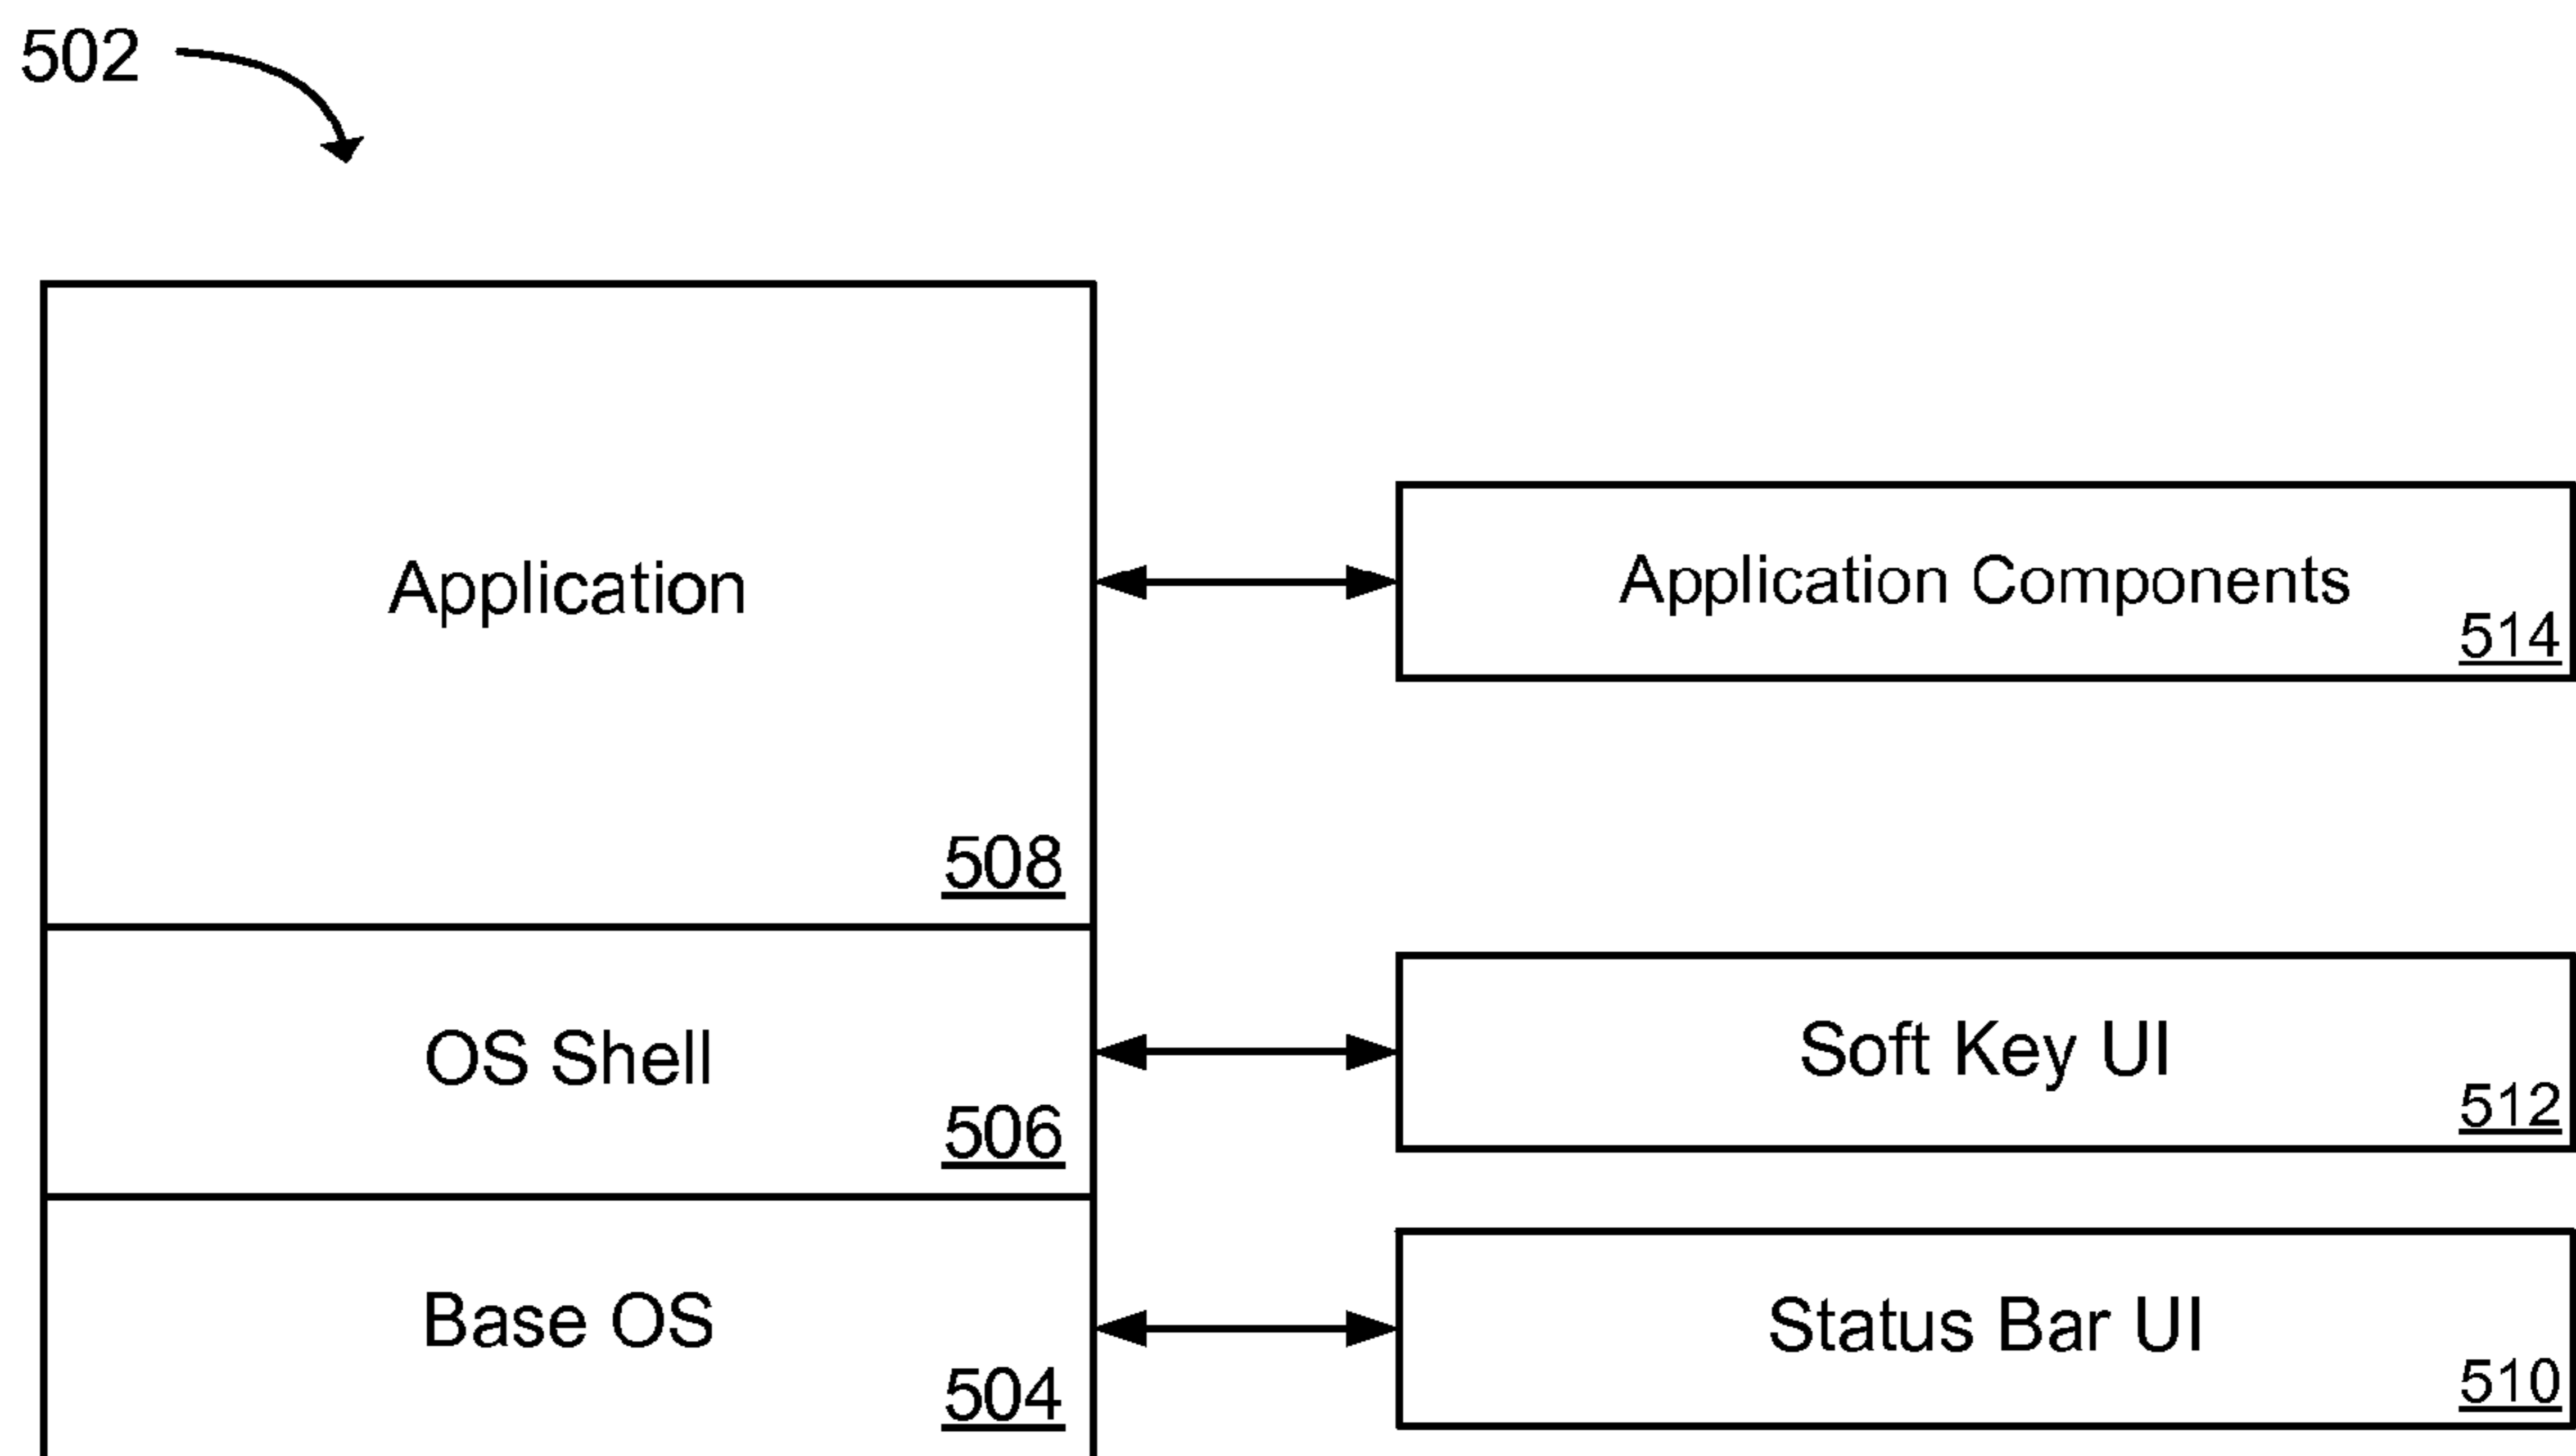 502
Application
508
Application Components
514
OS Shell
506
Soft Key UI
512
Base OS
504
Status Bar UI
510